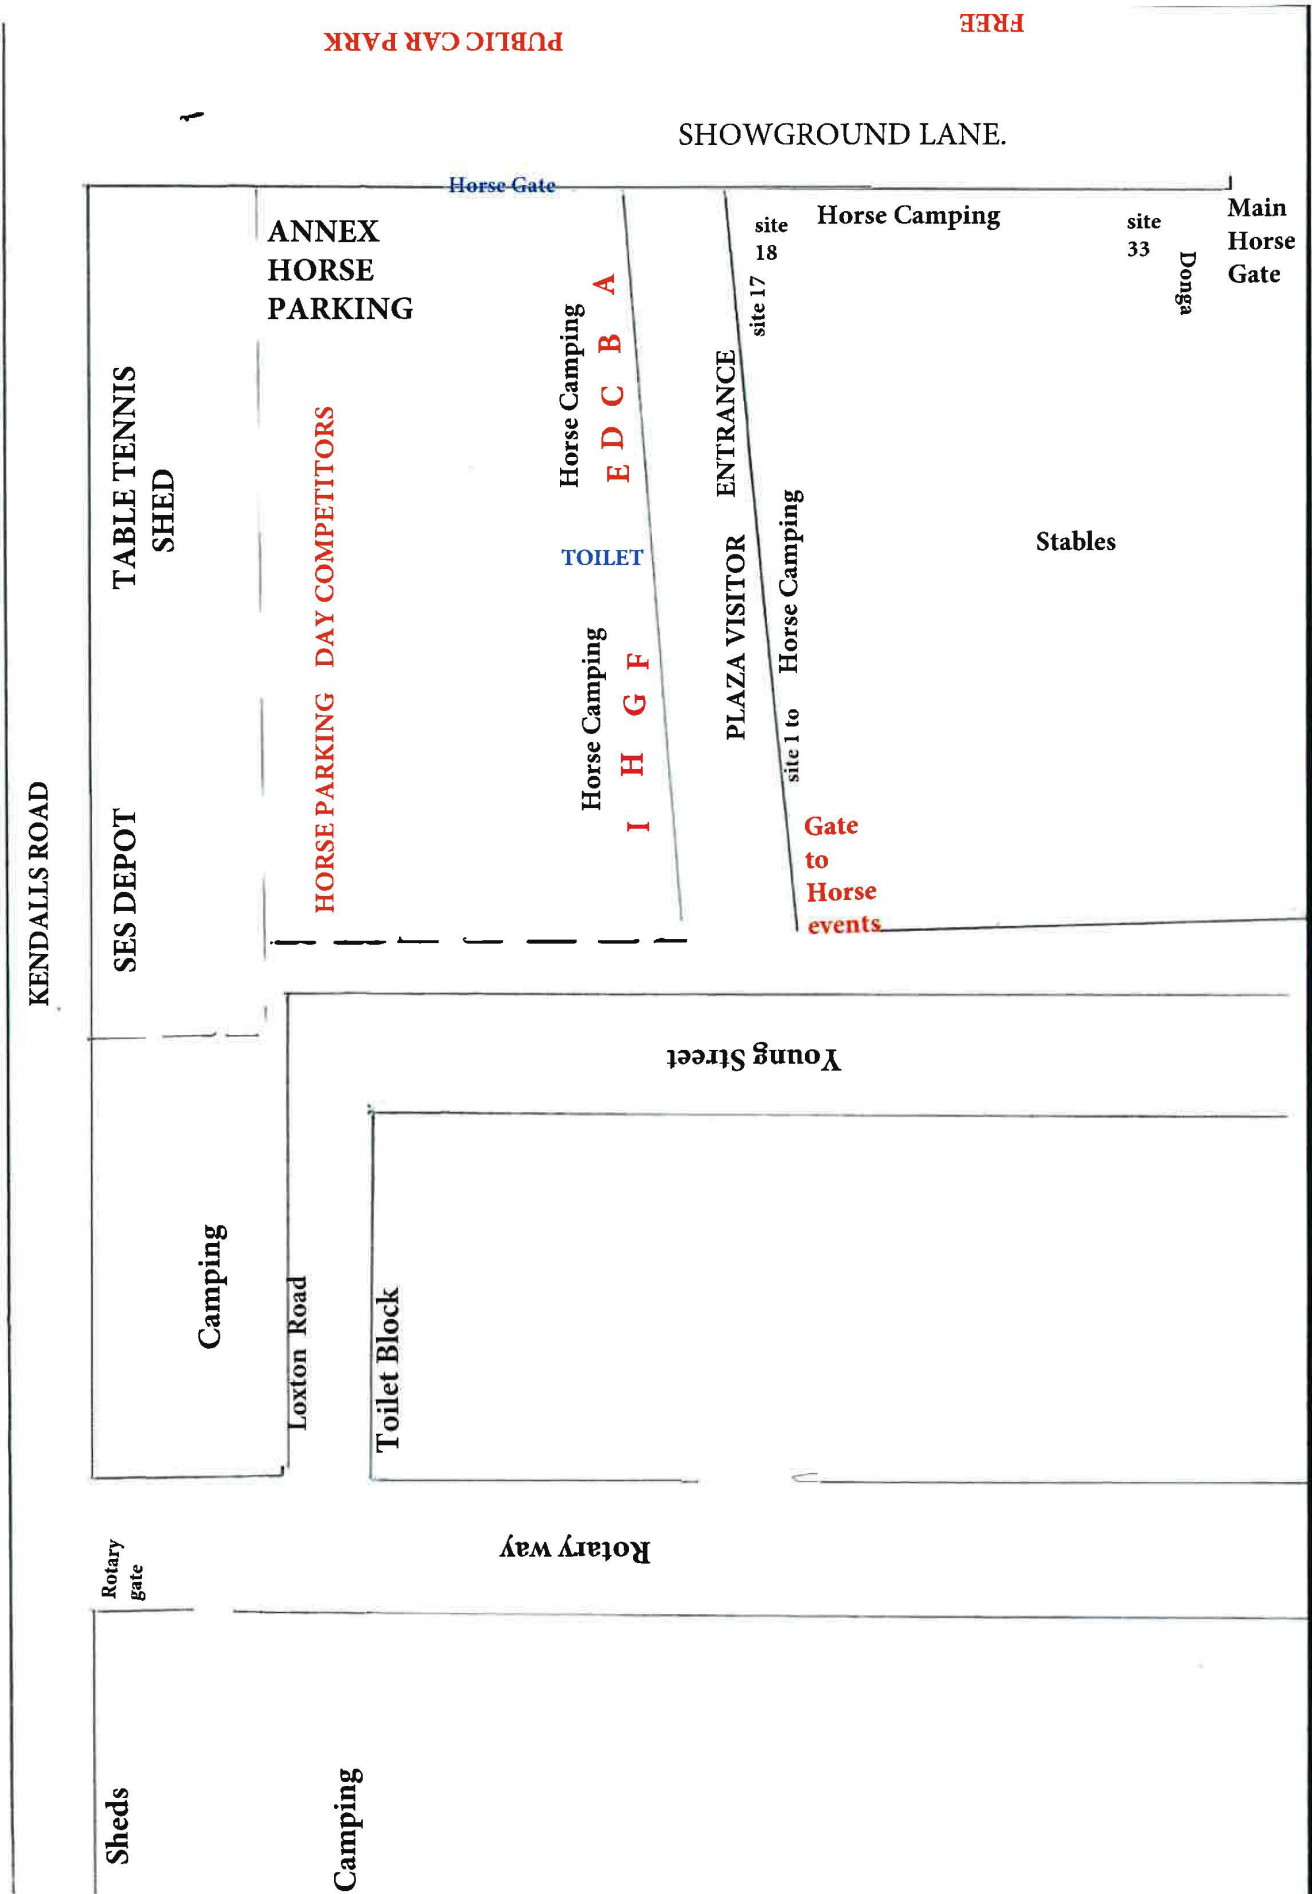 PUBLIC CAR PARK
FREE
SHOWGROUND LANE.
Horse Gate
ANNEX
HORSE
PARKING
site
18
Horse Camping
site
33
Main
Horse
Gate
Donga
site 17
Horse Camping
A
B
C
D
E
TABLE TENNIS
SHED
HORSE PARKING DAY COMPETITORS
TOILET
PLAZA VISITOR ENTRANCE
site 1 to Horse Camping
Stables
Horse Camping
F
G
H
I
KENDALLS ROAD
SES DEPOT
Gate
to
Horse
events
Young Street
Camping
Loxton Road
Toilet Block
Rotary
gate
Rotary way
Sheds
Camping